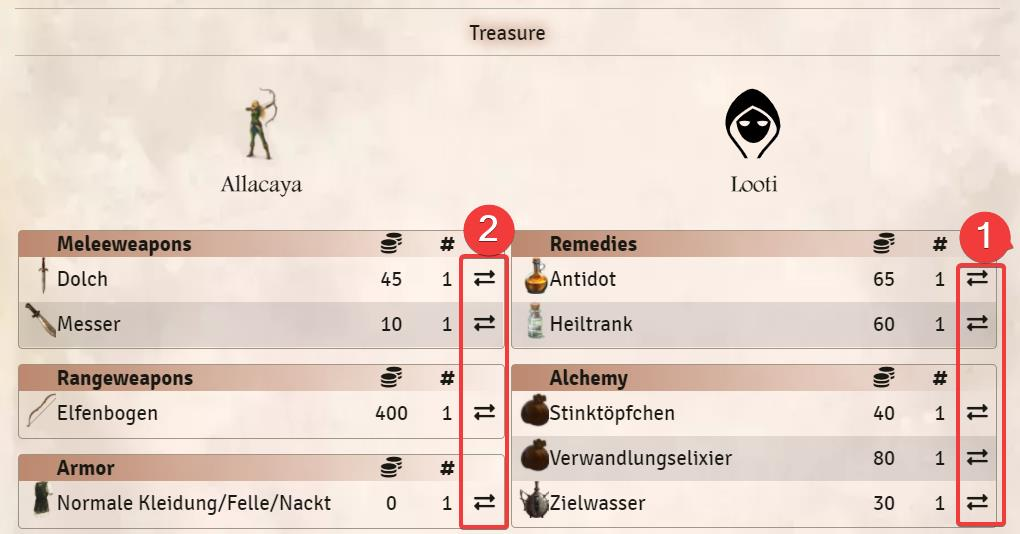 Treasure
Allacaya
Looti
2
1
Meleeweapons #
Dolch 45 1
Messer 10 1
Rangeweapons #
Elfenbogen 400 1
Armor #
Normale Kleidung/Felle/Nackt 0 1
Remedies #
Antidot 65 1
Heiltrank 60 1
Alchemy #
Stinktöpfchen 40 1
Verwandlungselixier 80 1
Zielwasser 30 1